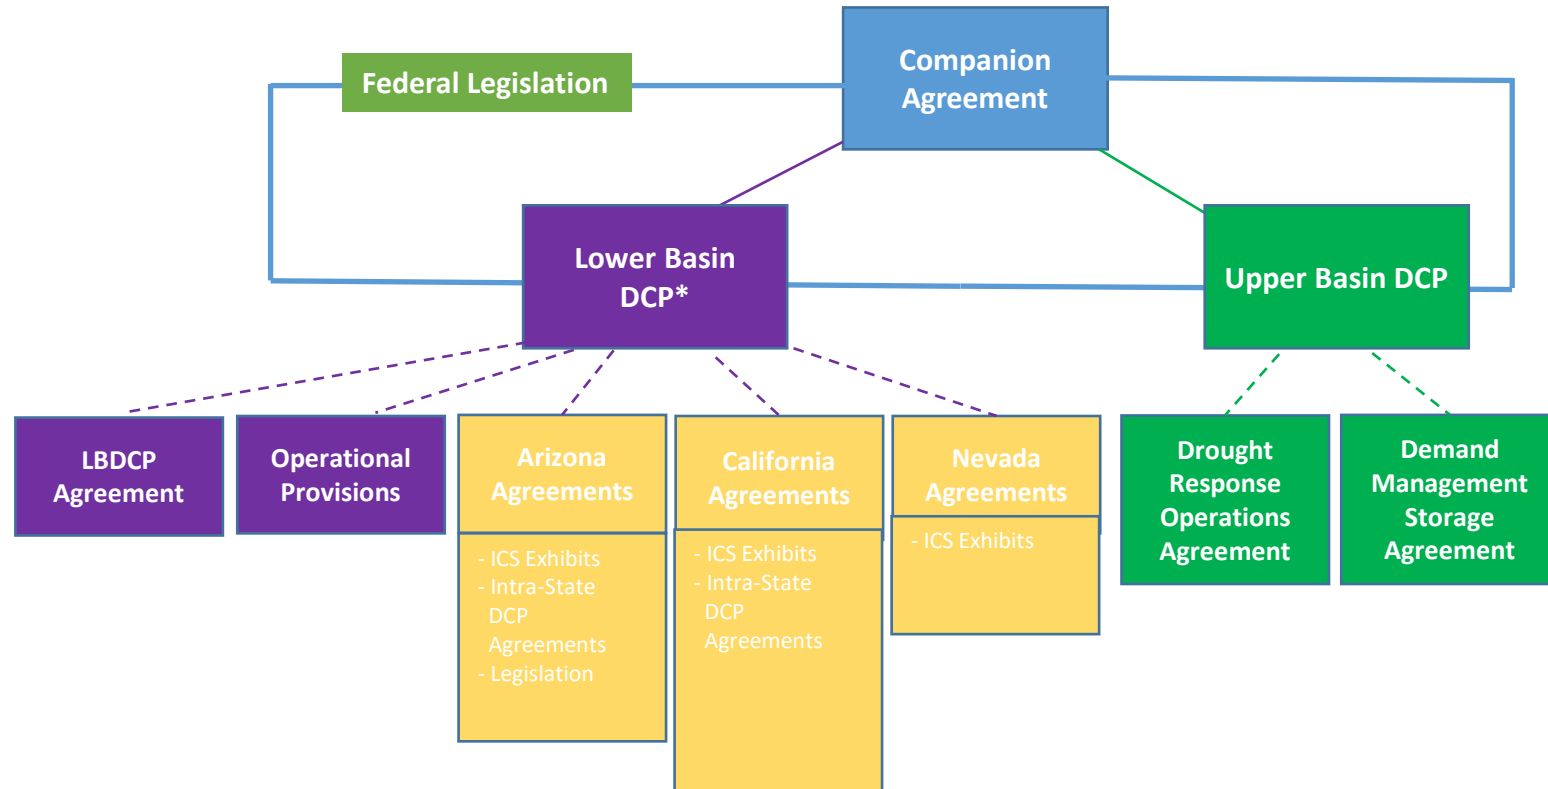 Federal Legislation
Companion
Agreement
Lower Basin
DCP*
Upper Basin DCP
LBDCP
Agreement
Operational
Provisions
Arizona
Agreements
- ICS Exhibits
- Intra-State
DCP
Agreements
- Legislation
California
Agreements
- ICS Exhibits
- Intra-State
DCP
Agreements
Nevada
Agreements
- ICS Exhibits
Drought
Response
Operations
Agreement
Demand
Management
Storage
Agreement